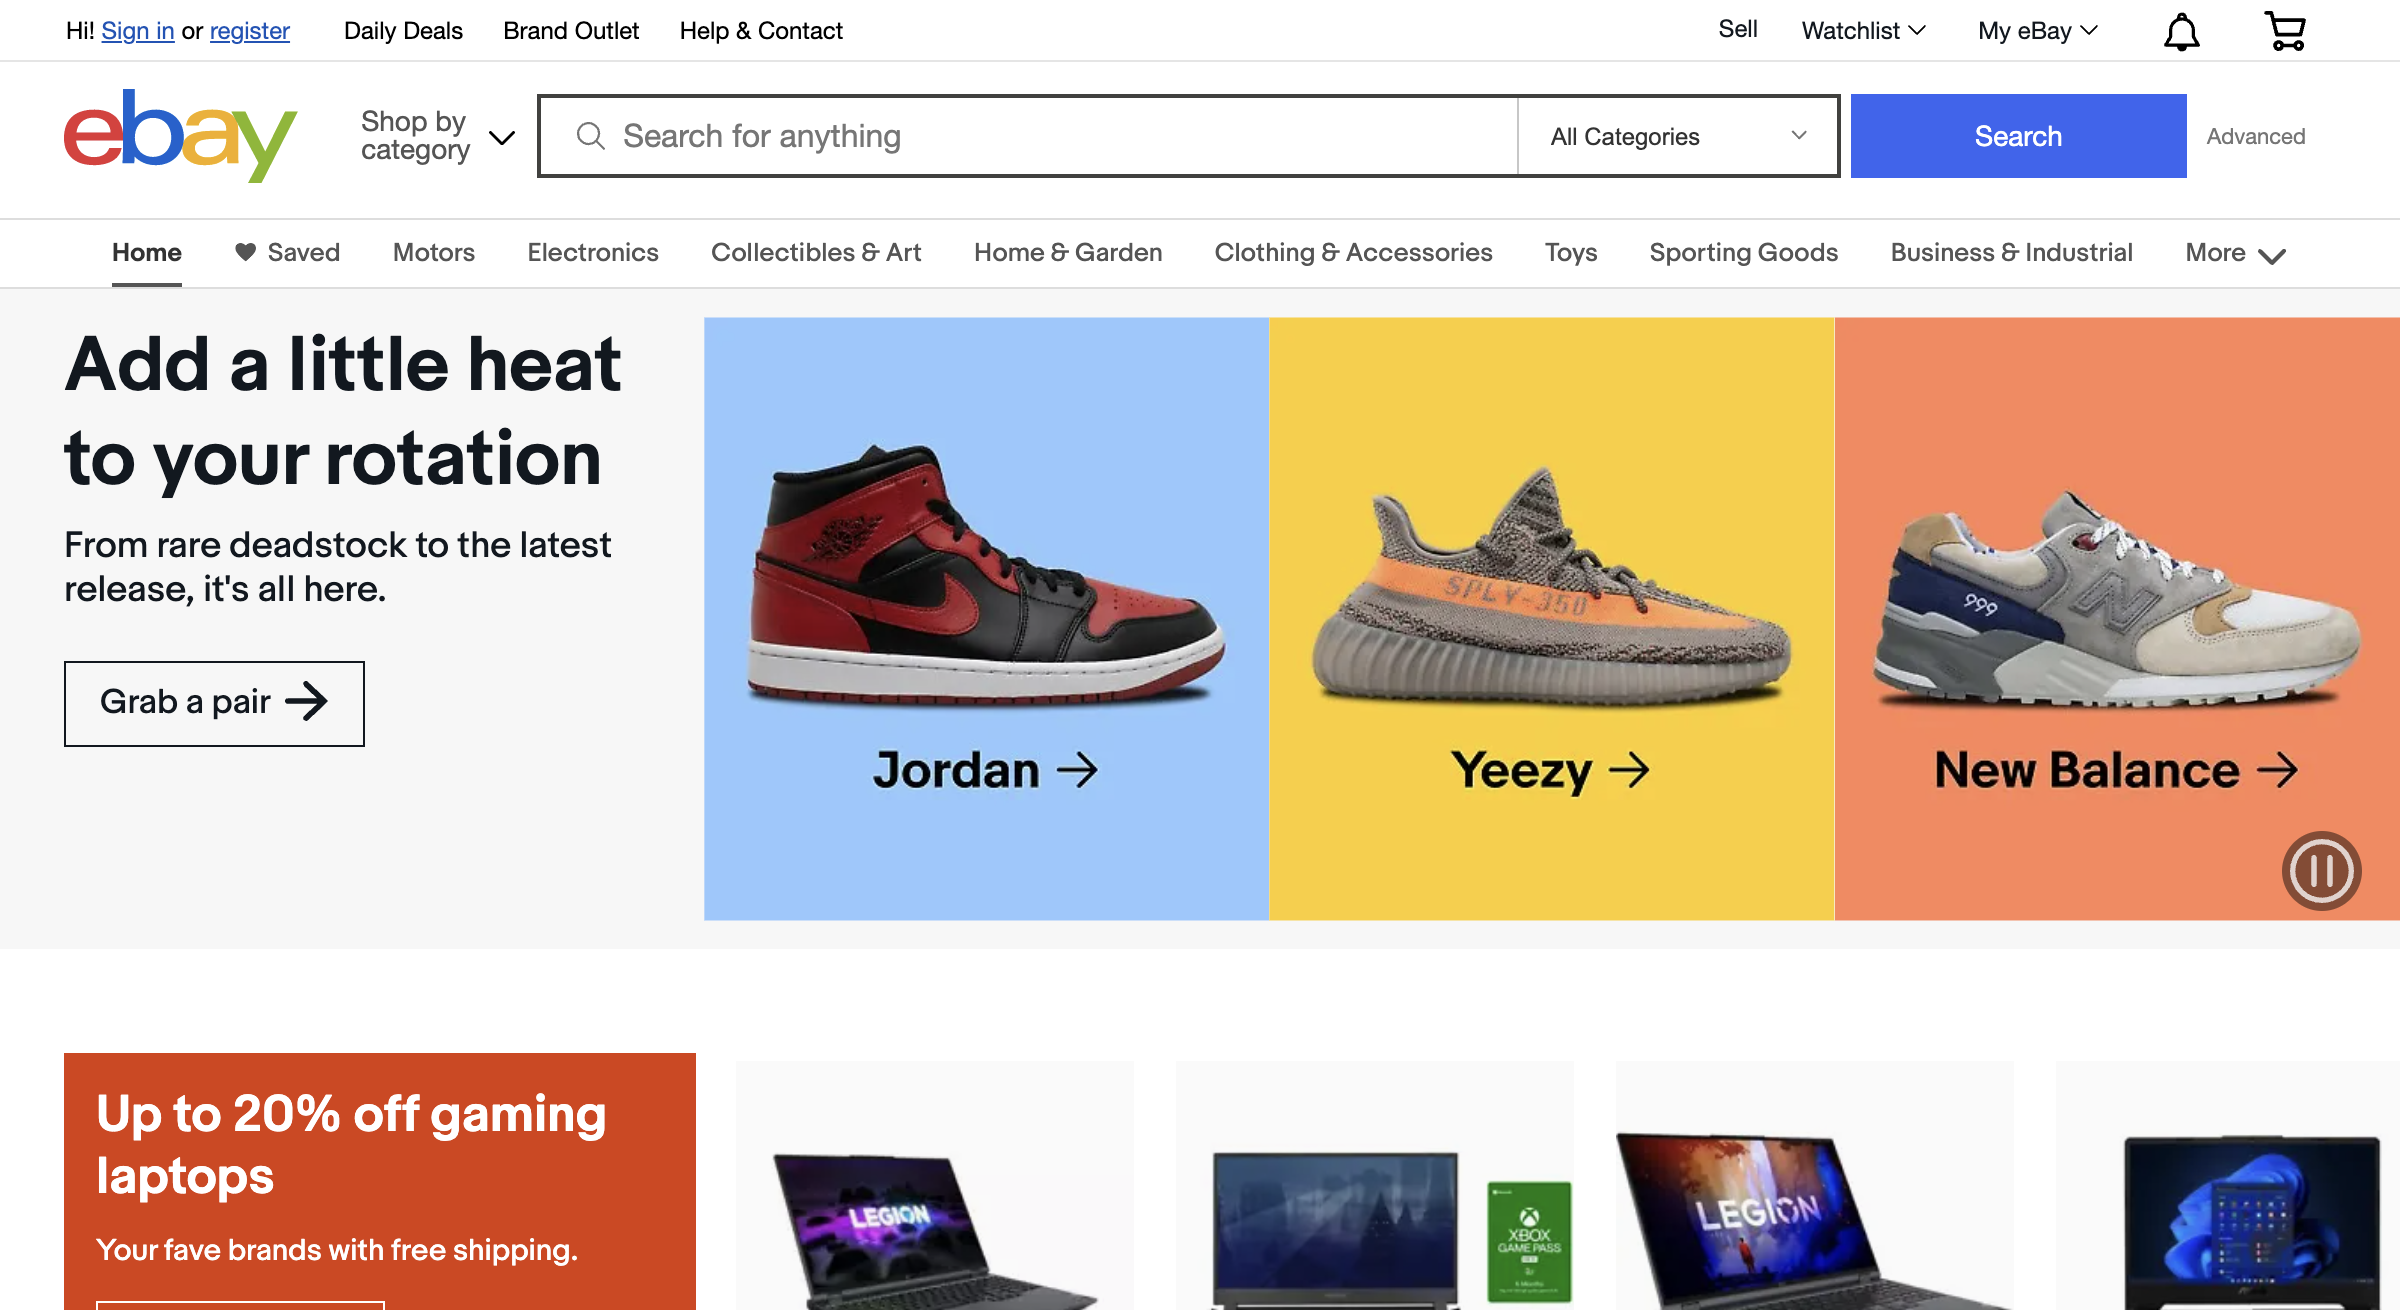 Hi! Sign in or register
Daily Deals
Brand Outlet
Help & Contact
Sell
Watchlist
My eBay
ebay
Shop by
category
Search for anything
All Categories
Search
Advanced
Home
Saved
Motors
Electronics
Collectibles & Art
Home & Garden
Clothing & Accessories
Toys
Sporting Goods
Business & Industrial
More
Add a little heat
to your rotation
From rare deadstock to the latest
release, it's all here.
Grab a pair
SPLY-350
999
N
Jordan
Yeezy
New Balance
Up to 20% off gaming
laptops
Your fave brands with free shipping.
LEGION
XBOX
GAME PASS
LEGION